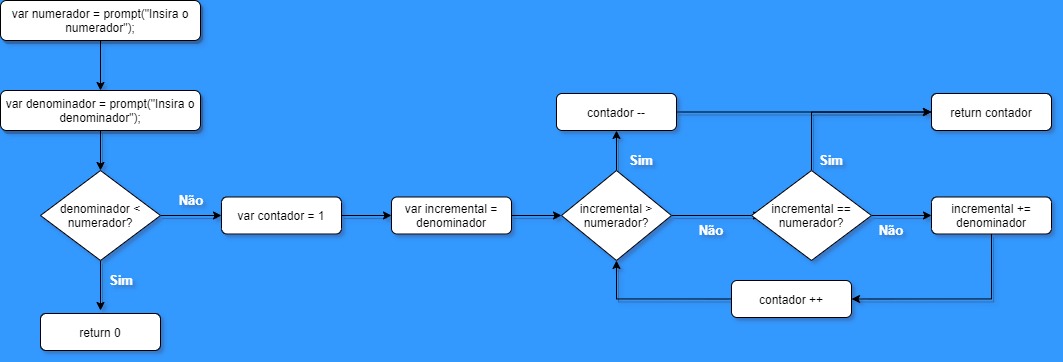 var numerador = prompt("Insira o
numerador");
var denominador = prompt("Insira o
denominador");
denominador <
numerador?
Não
Sim
return 0
var contador = 1
var incremental =
denominador
incremental >
numerador?
Sim
contador --
Não
incremental ==
numerador?
Sim
return contador
Não
incremental +=
denominador
contador ++